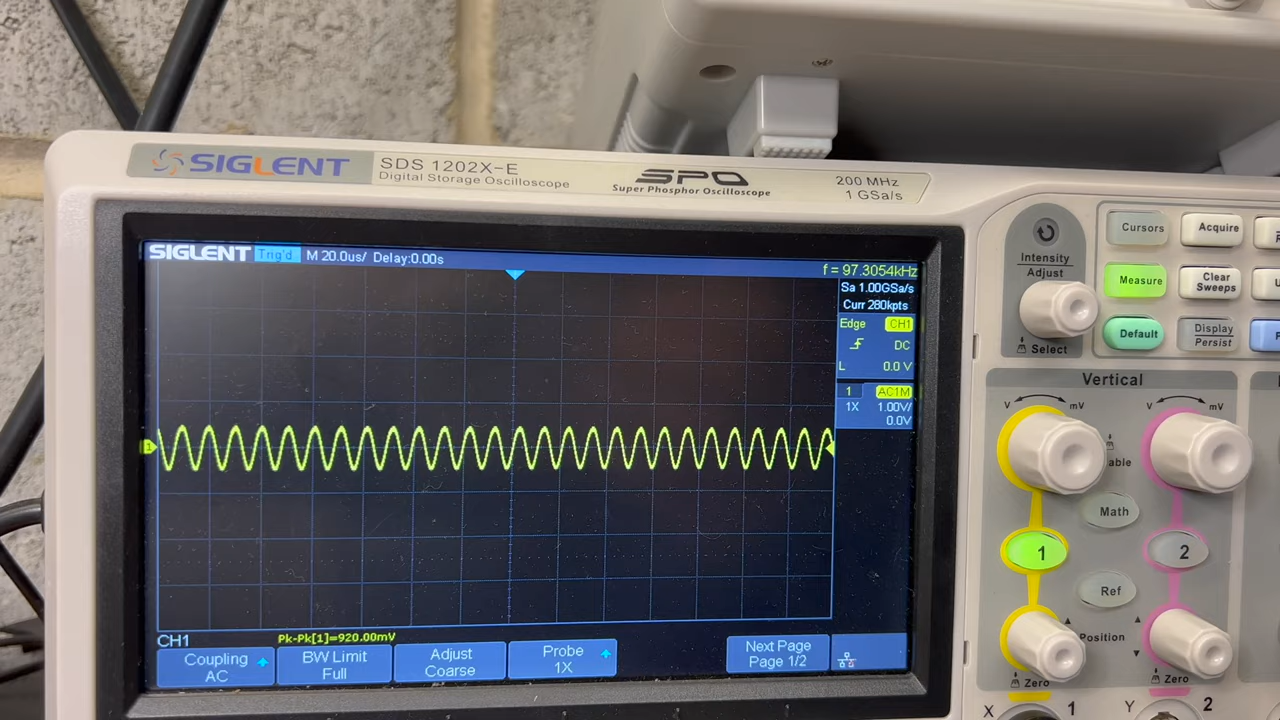 SIGLENT
SDS 1202X-E
Digital Storage Oscilloscope
SPO
Super Phosphor Oscilloscope
200 MHz
1 GSa/s
SIGLENT Trig'd M 20.0us/ Delay:0.00s
f = 97.3054kHz
Sa 1.00GSa/s
Curr 280kpts
Edge CH1
DC
L 0.0 V
1 AC1M
1X 1.00V/
0.0V
1
CH1
Pk-Pk[1]=920.00mV
Coupling
AC
BW Limit
Full
Adjust
Coarse
Probe
1X
Next Page
Page 1/2
Intensity
Adjust
Select
Cursors
Acquire
Measure
Clear
Sweeps
Default
Display
Persist
Vertical
V mV
V mV
Math
1
2
Ref
Position
Zero
Zero
X 1
Y 2